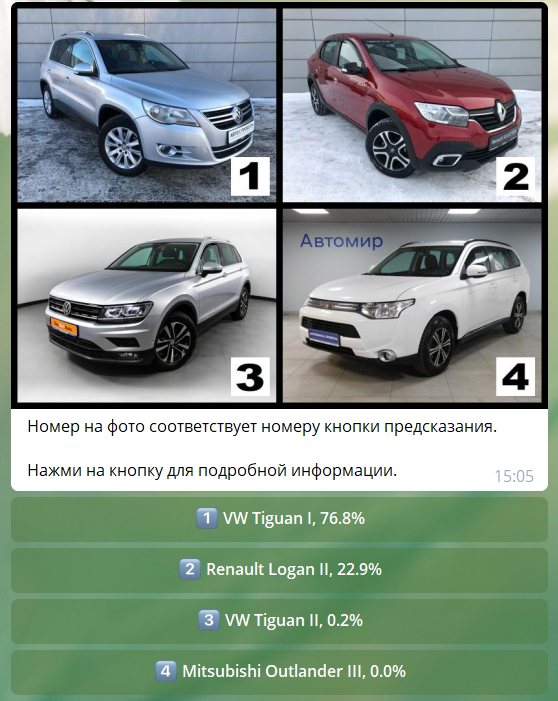 1
2
Автомир
3
4
Номер на фото соответствует номеру кнопки предсказания.
Нажми на кнопку для подробной информации.
15:05
1 VW Tiguan I, 76.8%
2 Renault Logan II, 22.9%
3 VW Tiguan II, 0.2%
4 Mitsubishi Outlander III, 0.0%